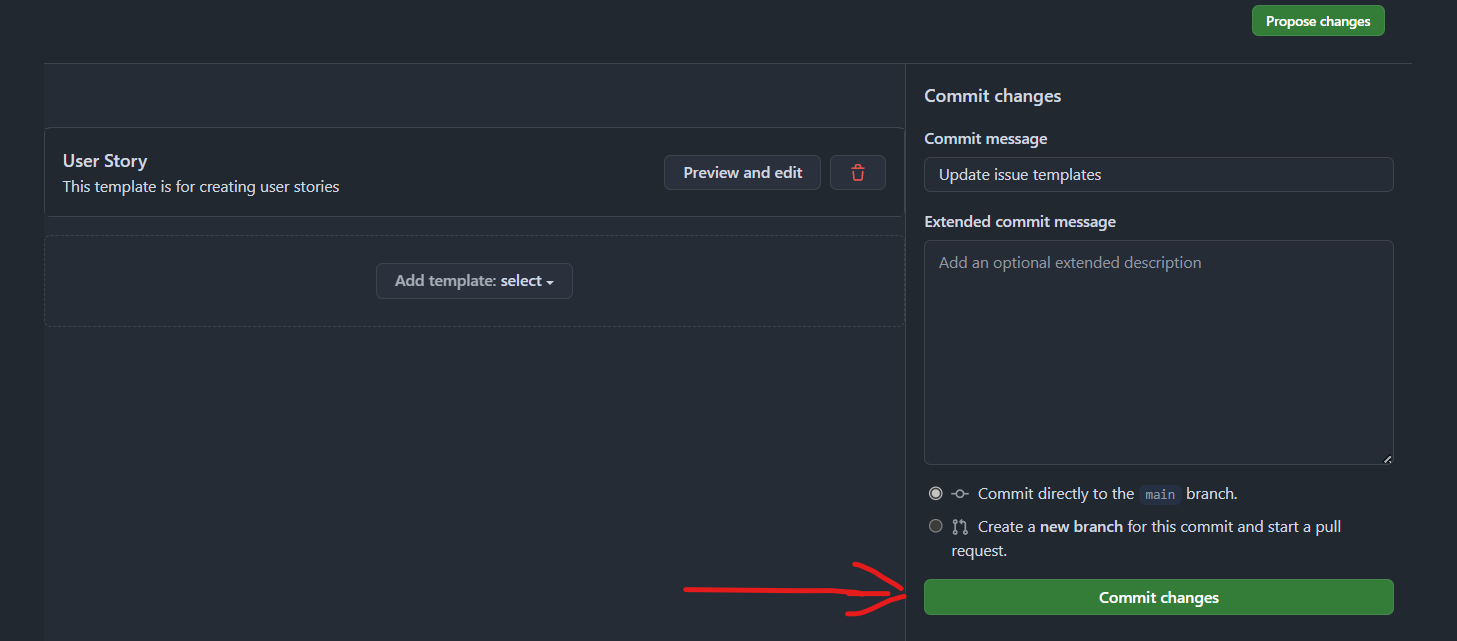 Propose changes
User Story
This template is for creating user stories
Preview and edit
Add template: select
Commit changes
Commit message
Update issue templates
Extended commit message
Add an optional extended description
Commit directly to the main branch.
Create a new branch for this commit and start a pull
request.
Commit changes